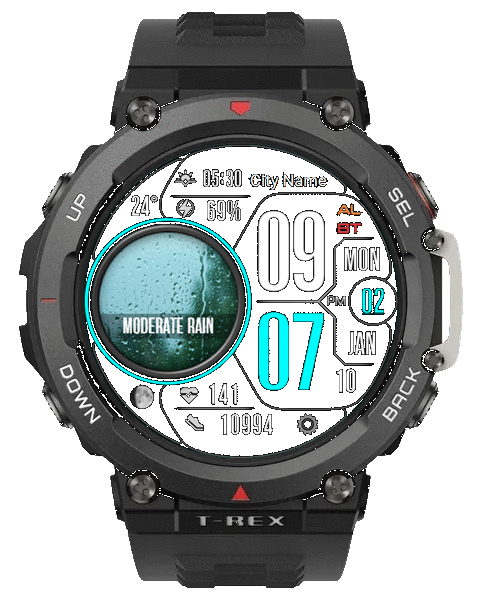 05:30 City Name
24° 69%
AL
BT
UP
SEL
09
MON
MODERATE RAIN
PM 02
07
JAN
10
DOWN
BACK
141
10994
T-REX